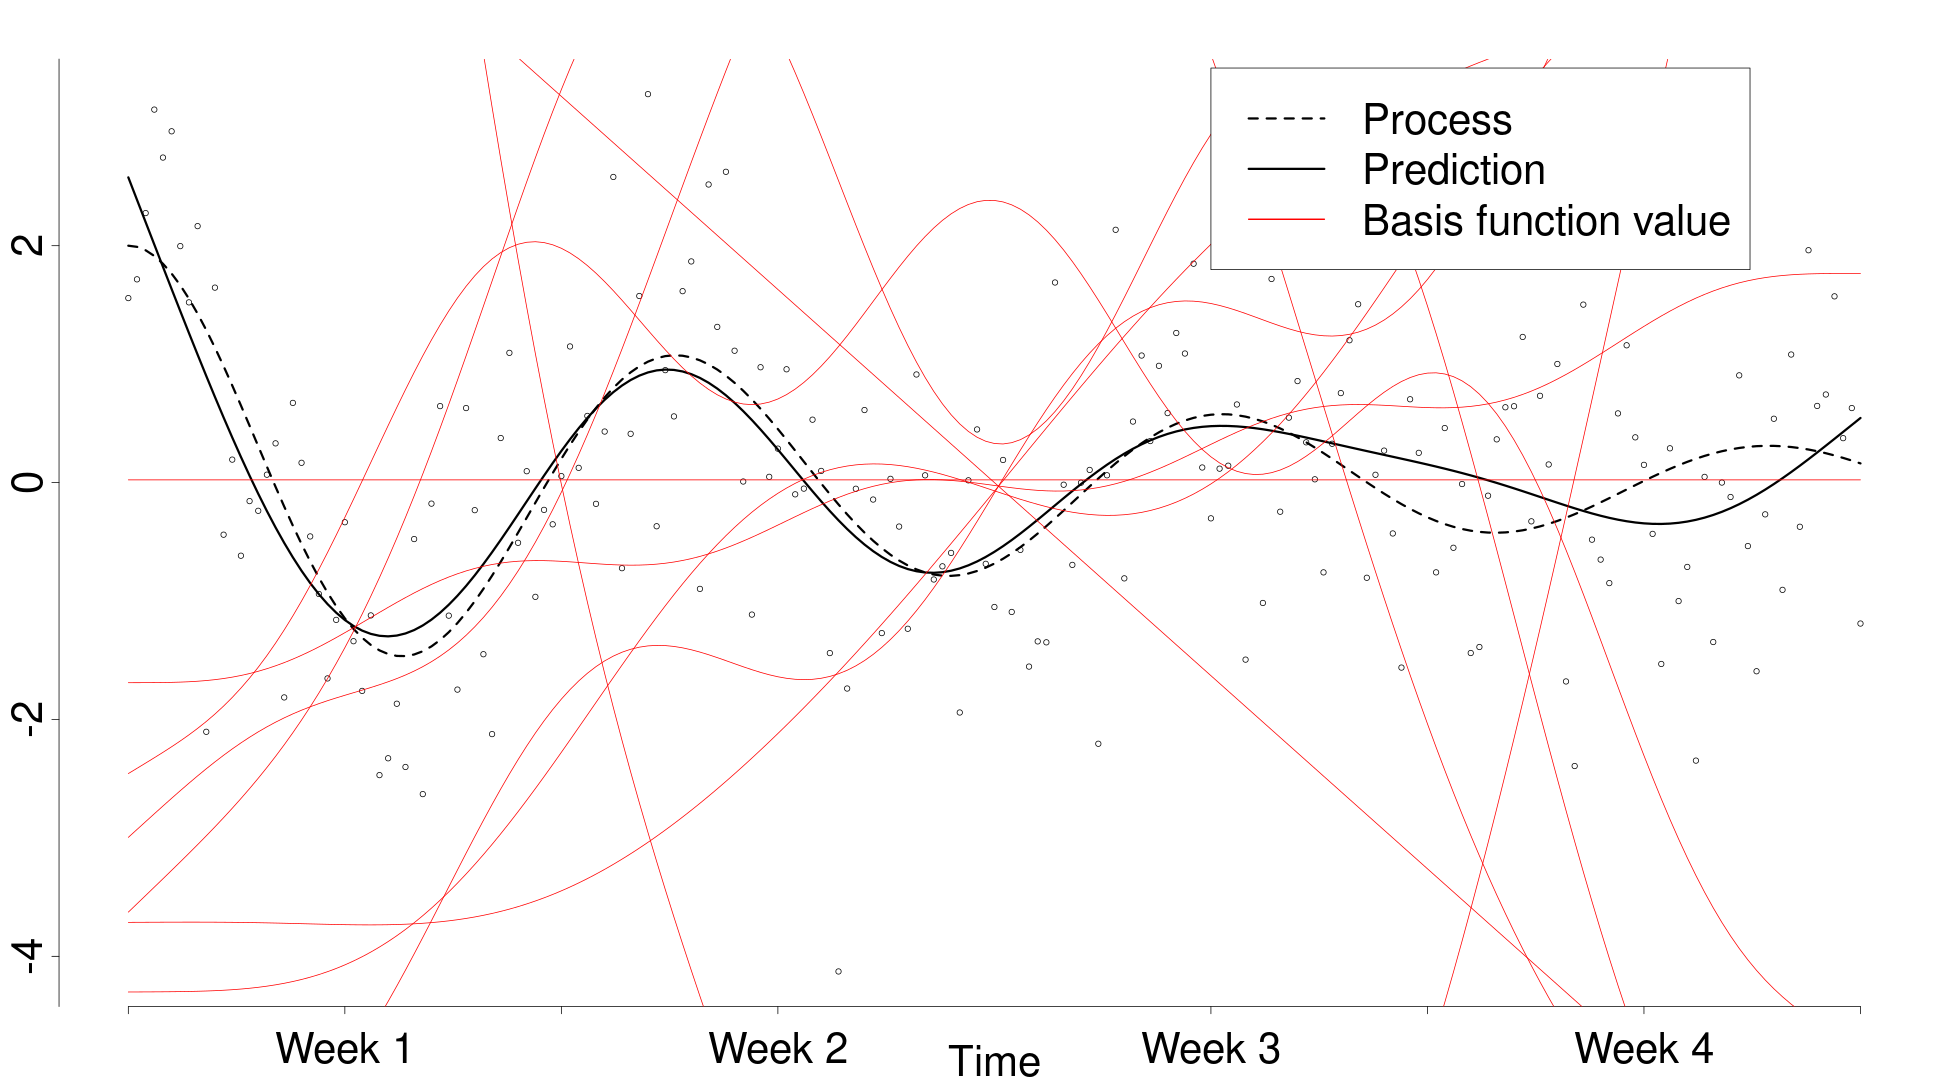 Process
Prediction
Basis function value
2
0
-2
-4
Week 1
Week 2
Week 3
Week 4
Time